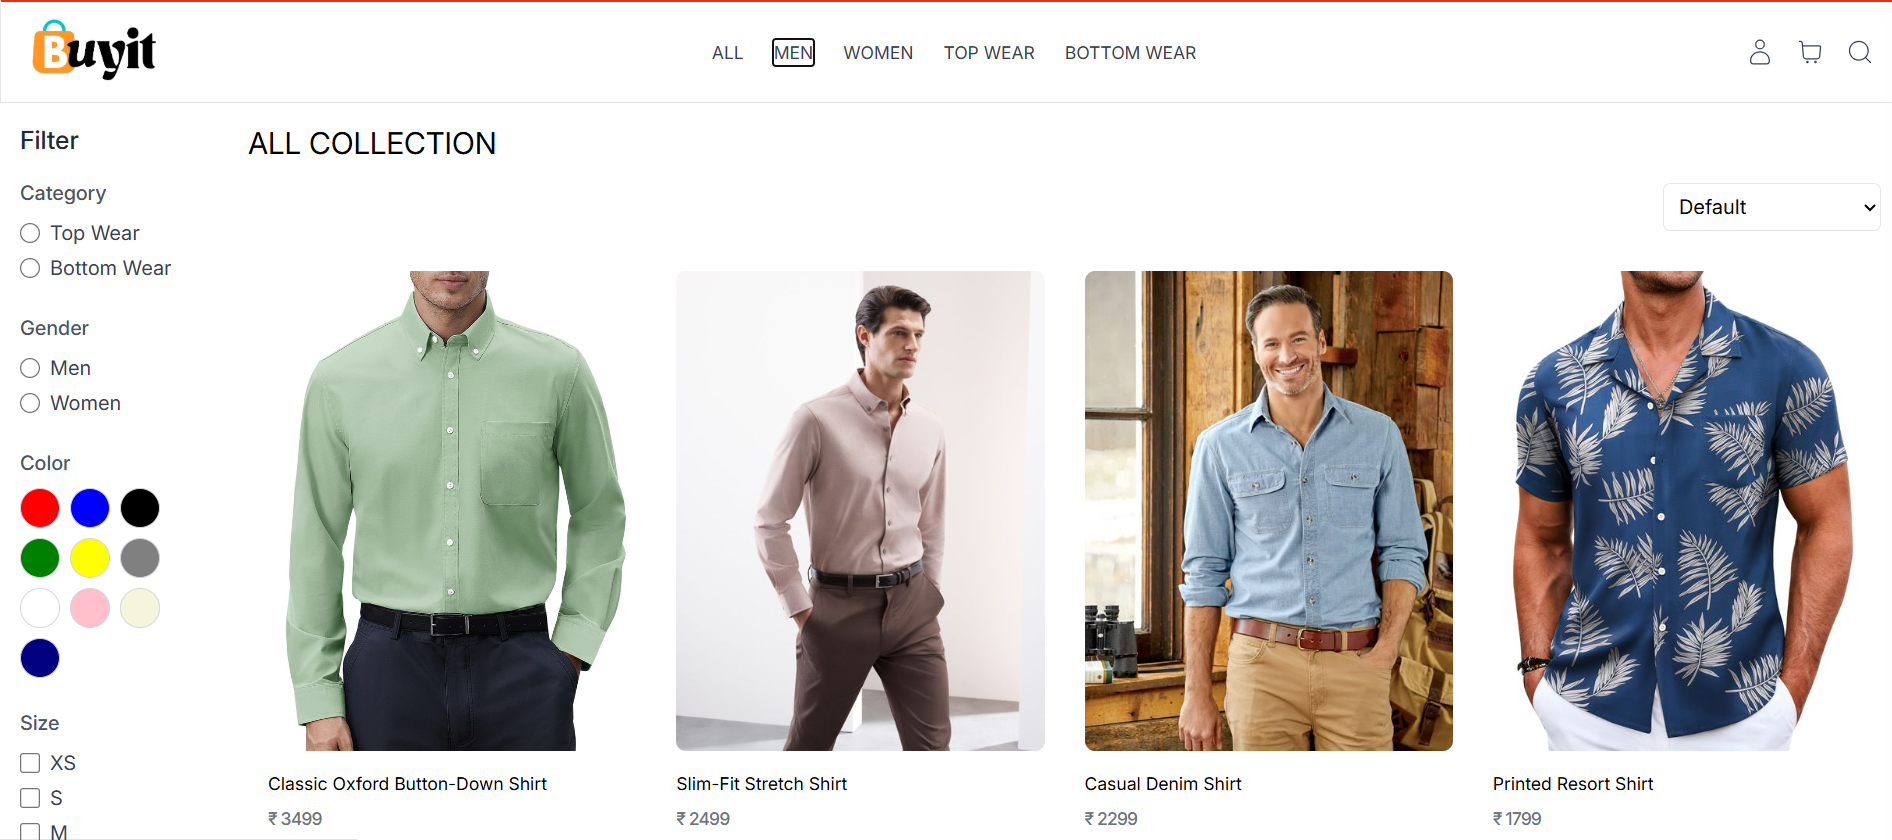 Buyit
ALL MEN WOMEN TOP WEAR BOTTOM WEAR
Filter
Category
Top Wear
Bottom Wear
Gender
Men
Women
Color
Size
XS
S
M
ALL COLLECTION
Default
Classic Oxford Button-Down Shirt
₹ 3499
Slim-Fit Stretch Shirt
₹ 2499
Casual Denim Shirt
₹ 2299
Printed Resort Shirt
₹ 1799